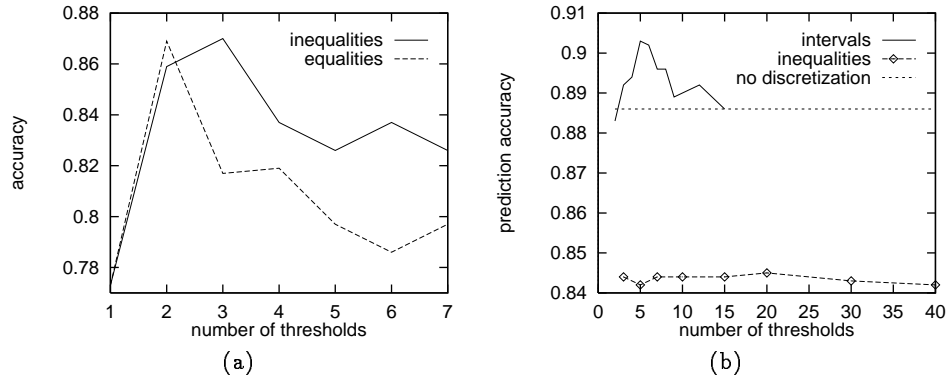 0.88
0.86
0.84
0.82
0.8
0.78
accuracy
inequalities
equalities
1 2 3 4 5 6 7
number of thresholds
(a)
0.91
0.9
0.89
0.88
0.87
0.86
0.85
0.84
prediction accuracy
intervals
inequalities
no discretization
0 5 10 15 20 25 30 35 40
number of thresholds
(b)